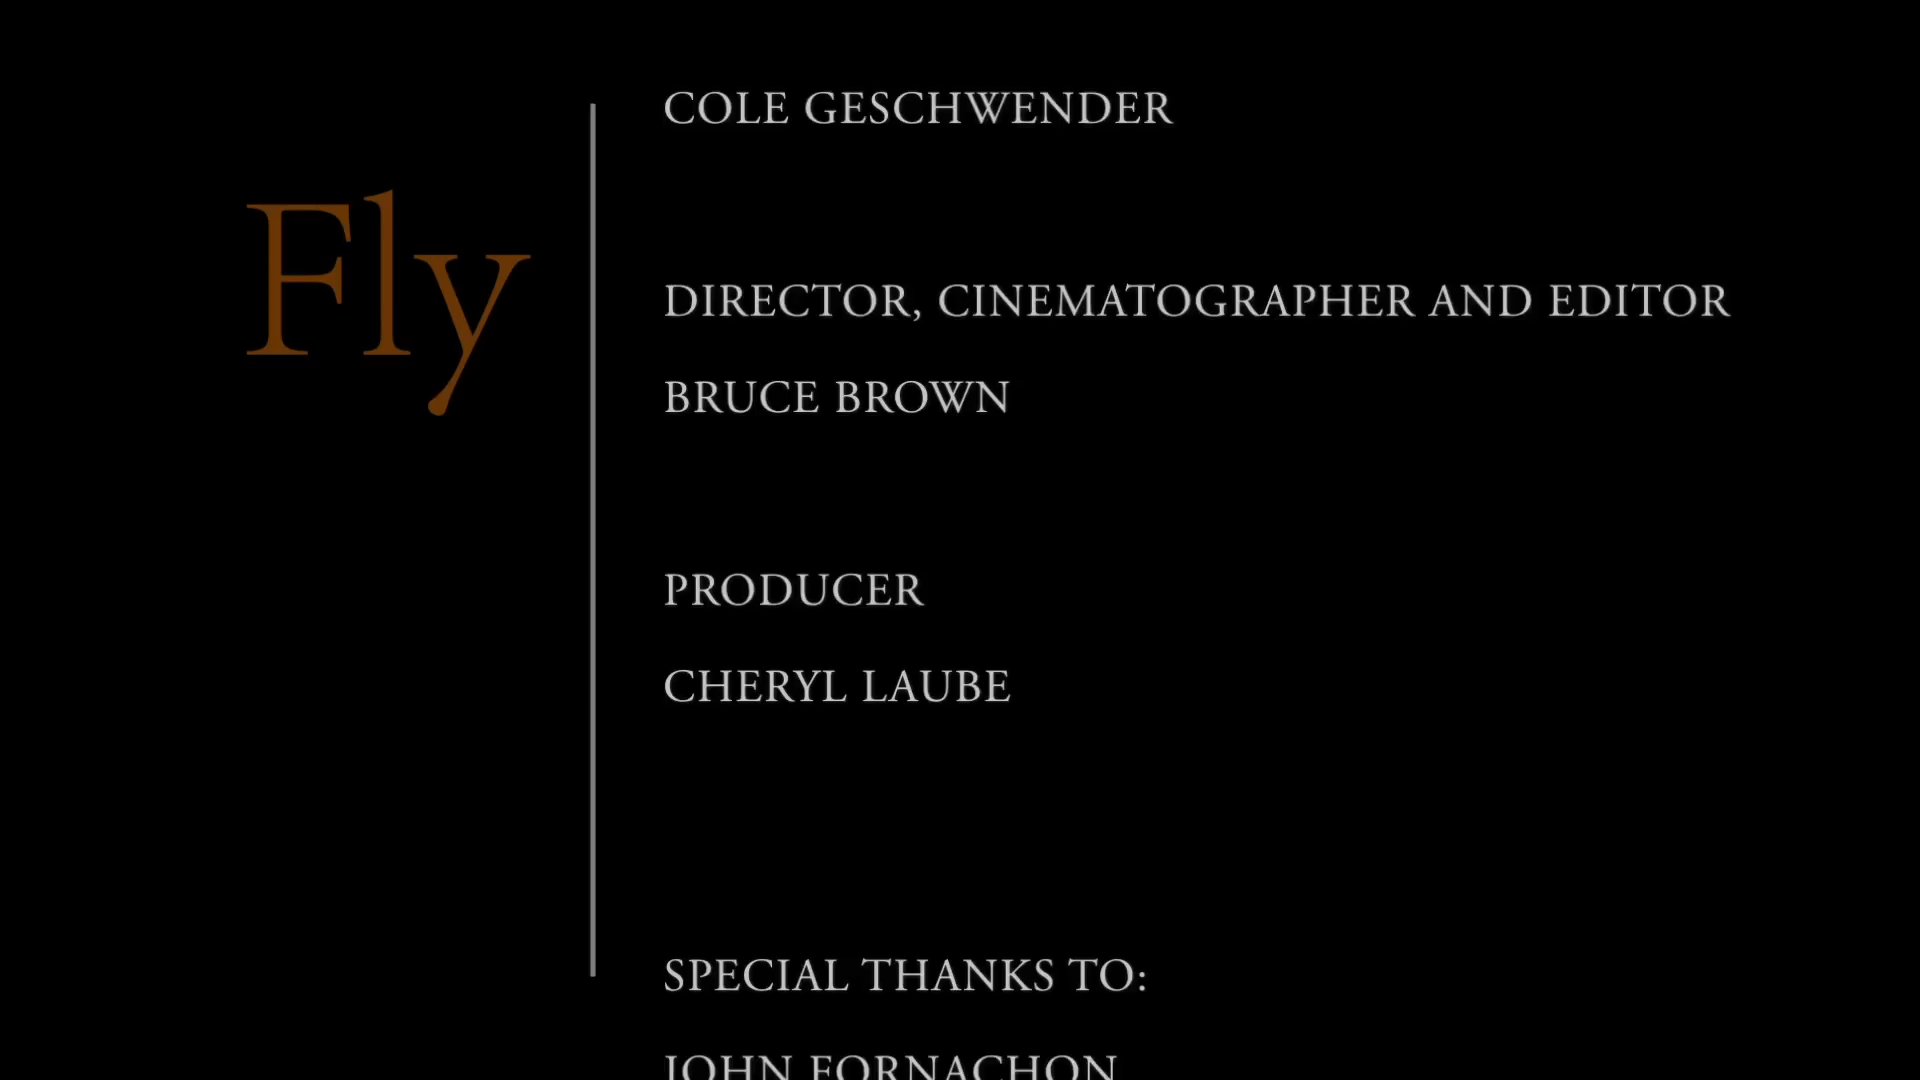 Fly
COLE GESCHWENDER
DIRECTOR, CINEMATOGRAPHER AND EDITOR
BRUCE BROWN
PRODUCER
CHERYL LAUBE
SPECIAL THANKS TO:
JOHN FORNACHON